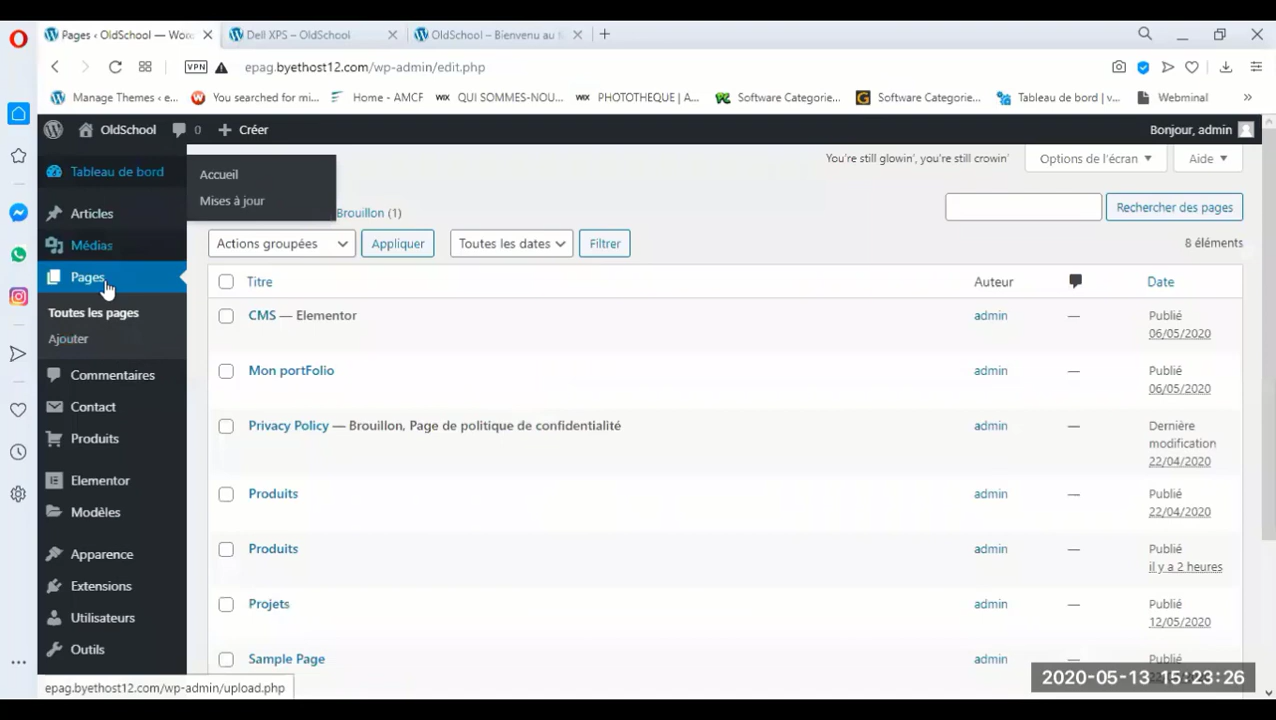 Pages ‹ OldSchool — Wor
Dell XPS – OldSchool
OldSchool – Bienvenu au f
VPN
epag.byethost12.com/wp-admin/edit.php
Manage Themes ‹ e...
You searched for mi...
Home - AMCF
WIX QUI SOMMES-NOU...
WIX PHOTOTHEQUE | A...
Software Categorie...
Software Categorie...
Tableau de bord | v...
Webminal
»
OldSchool
0
Créer
Bonjour, admin
Tableau de bord
Accueil
Mises à jour
You're still glowin', you're still crowin'
Options de l'écran
Aide
Articles
Brouillon (1)
Rechercher des pages
Médias
Actions groupées
Appliquer
Toutes les dates
Filtrer
8 éléments
Pages
Titre
Auteur
Date
Toutes les pages
Ajouter
CMS — Elementor
admin
—
Publié
06/05/2020
Commentaires
Mon portFolio
admin
—
Publié
06/05/2020
Contact
Produits
Privacy Policy — Brouillon, Page de politique de confidentialité
admin
—
Dernière
modification
22/04/2020
Elementor
Produits
admin
—
Publié
22/04/2020
Modèles
Apparence
Produits
admin
—
Publié
il y a 2 heures
Extensions
Projets
admin
—
Publié
12/05/2020
Utilisateurs
Outils
Sample Page
admin
—
Publié
2020-05-13 15:23:26
epag.byethost12.com/wp-admin/upload.php